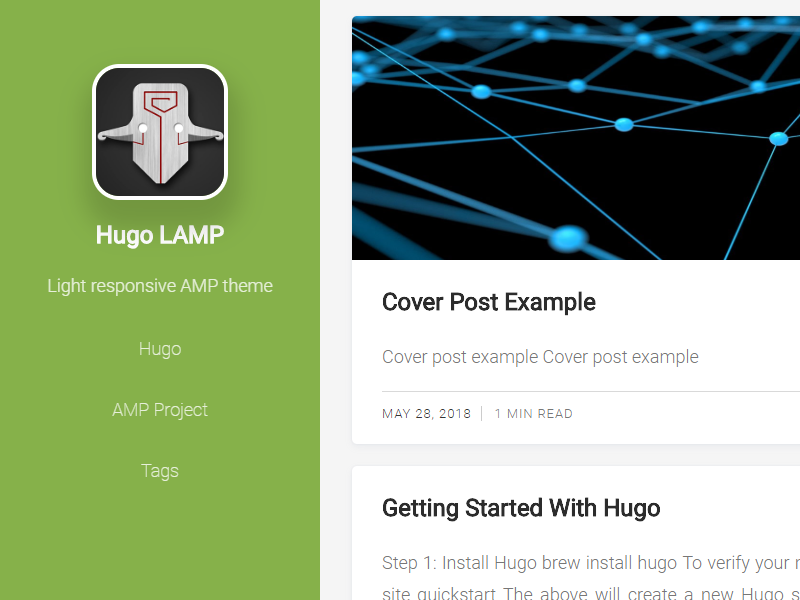 Hugo LAMP
Light responsive AMP theme
Hugo
AMP Project
Tags
Cover Post Example
Cover post example Cover post example
MAY 28, 2018 | 1 MIN READ
Getting Started With Hugo
Step 1: Install Hugo brew install hugo To verify your
site quickstart The above will create a new Hugo